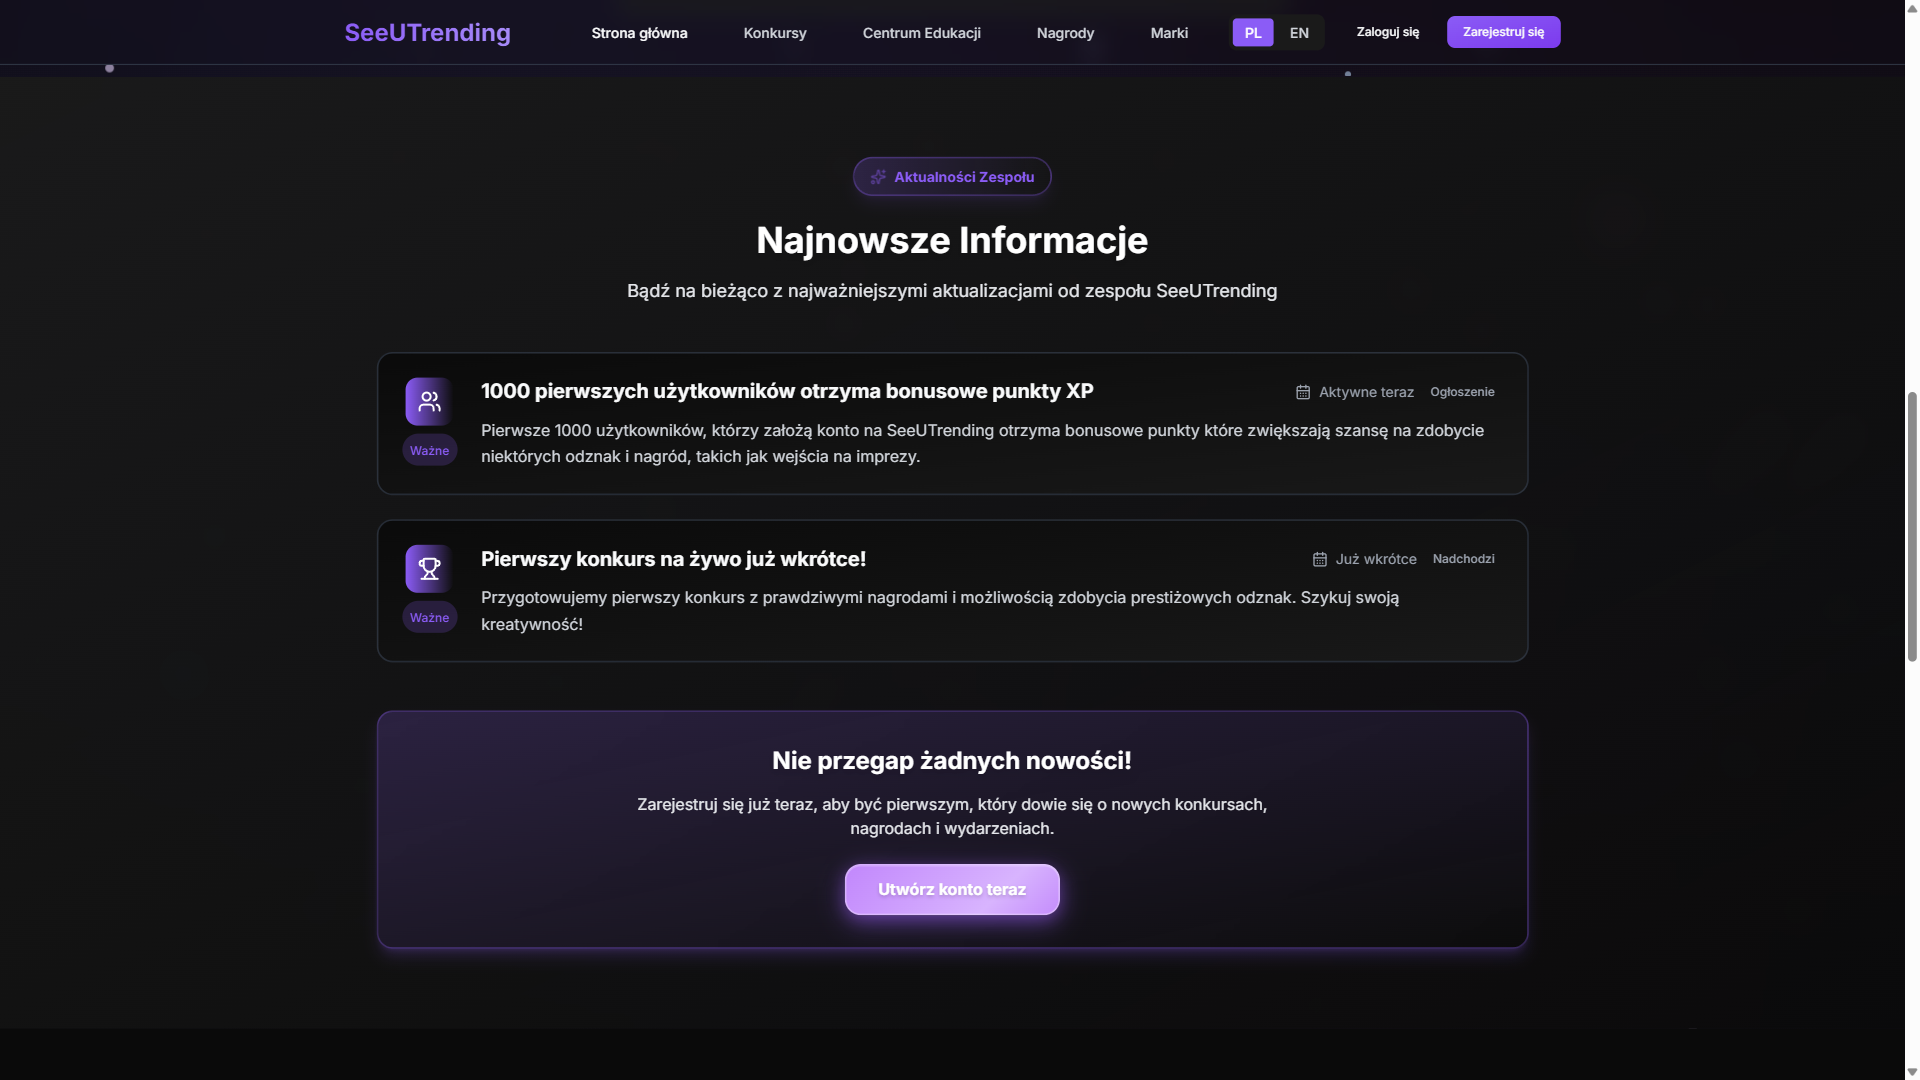 SeeUTrending
Strona główna
Konkursy
Centrum Edukacji
Nagrody
Marki
PL
EN
Zaloguj się
Zarejestruj się
Aktualności Zespołu
Najnowsze Informacje
Bądź na bieżąco z najważniejszymi aktualizacjami od zespołu SeeUTrending
1000 pierwszych użytkowników otrzyma bonusowe punkty XP
Aktywne teraz
Ogłoszenie
Ważne
Pierwsze 1000 użytkowników, którzy założą konto na SeeUTrending otrzyma bonusowe punkty które zwiększają szansę na zdobycie
niektórych odznak i nagród, takich jak wejścia na imprezy.
Pierwszy konkurs na żywo już wkrótce!
Już wkrótce
Nadchodzi
Ważne
Przygotowujemy pierwszy konkurs z prawdziwymi nagrodami i możliwością zdobycia prestiżowych odznak. Szykuj swoją
kreatywność!
Nie przegap żadnych nowości!
Zarejestruj się już teraz, aby być pierwszym, który dowie się o nowych konkursach,
nagrodach i wydarzeniach.
Utwórz konto teraz